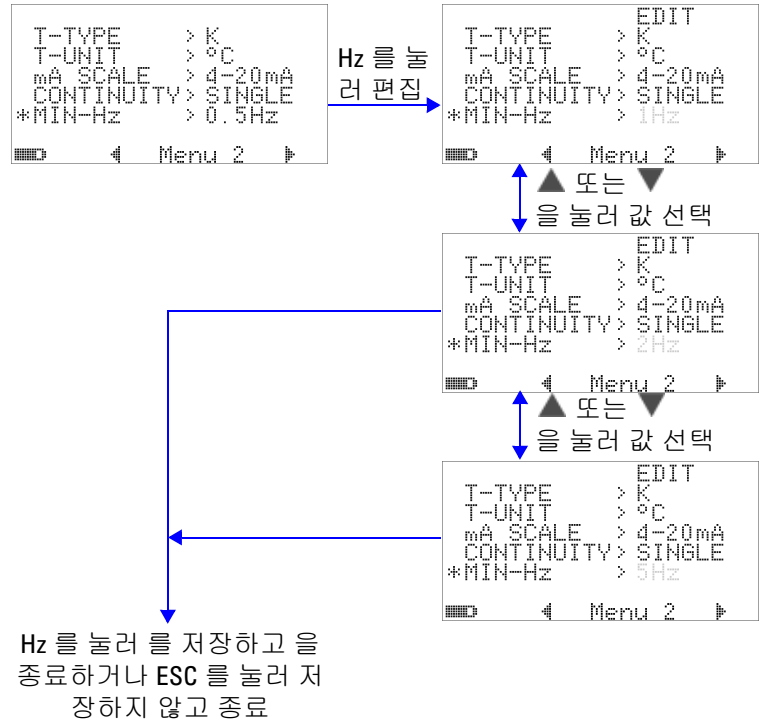 T-TYPE > K
T-UNIT > °C
mA SCALE > 4-20mA
CONTINUITY> SINGLE
*MIN-Hz > 0.5Hz
Menu 2
Hz 를 눌
러 편집
EDIT
T-TYPE > K
T-UNIT > °C
mA SCALE > 4-20mA
CONTINUITY> SINGLE
*MIN-Hz > 1Hz
Menu 2
▲ 또는 ▼
을 눌러 값 선택
EDIT
T-TYPE > K
T-UNIT > °C
mA SCALE > 4-20mA
CONTINUITY> SINGLE
*MIN-Hz > 2Hz
Menu 2
▲ 또는 ▼
을 눌러 값 선택
EDIT
T-TYPE > K
T-UNIT > °C
mA SCALE > 4-20mA
CONTINUITY> SINGLE
*MIN-Hz > 5Hz
Menu 2
Hz 를 눌러 를 저장하고 을
종료하거나 ESC 를 눌러 저
장하지 않고 종료